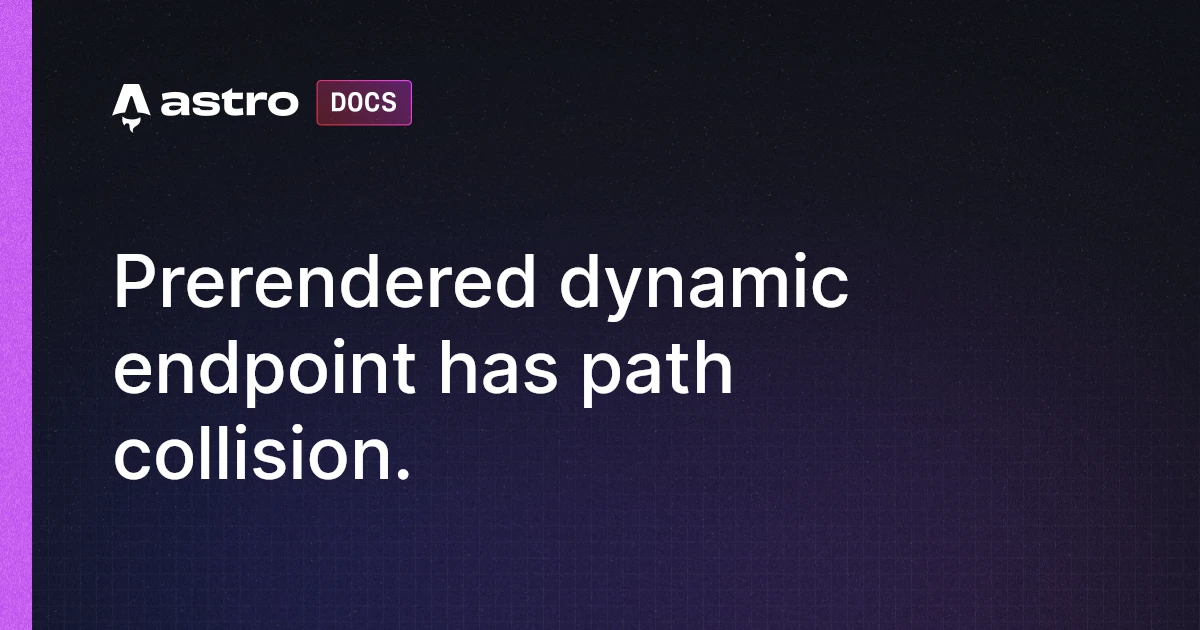 astro DOCS
Prerendered dynamic
endpoint has path
collision.